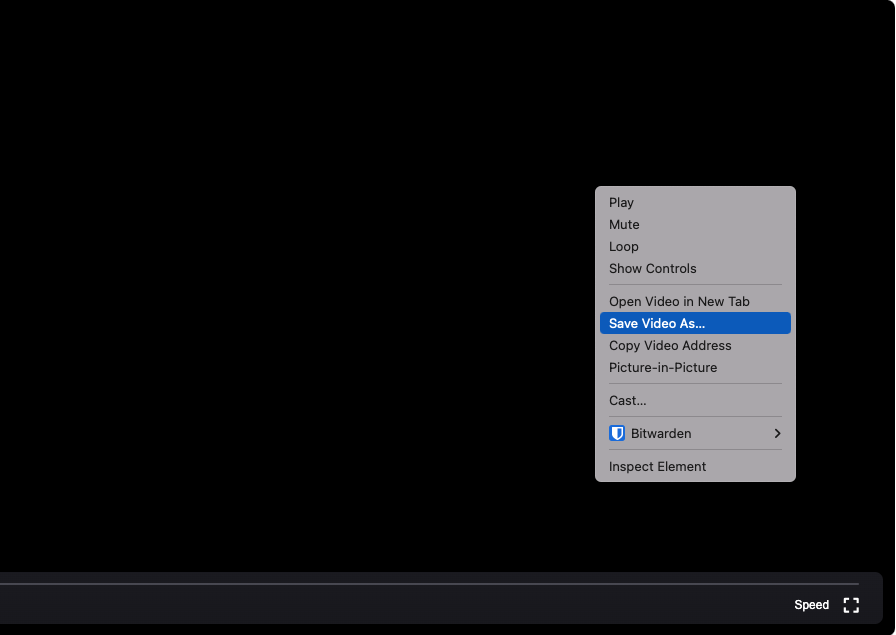 Play
Mute
Loop
Show Controls
Open Video in New Tab
Save Video As...
Copy Video Address
Picture-in-Picture
Cast...
Bitwarden
Inspect Element
Speed